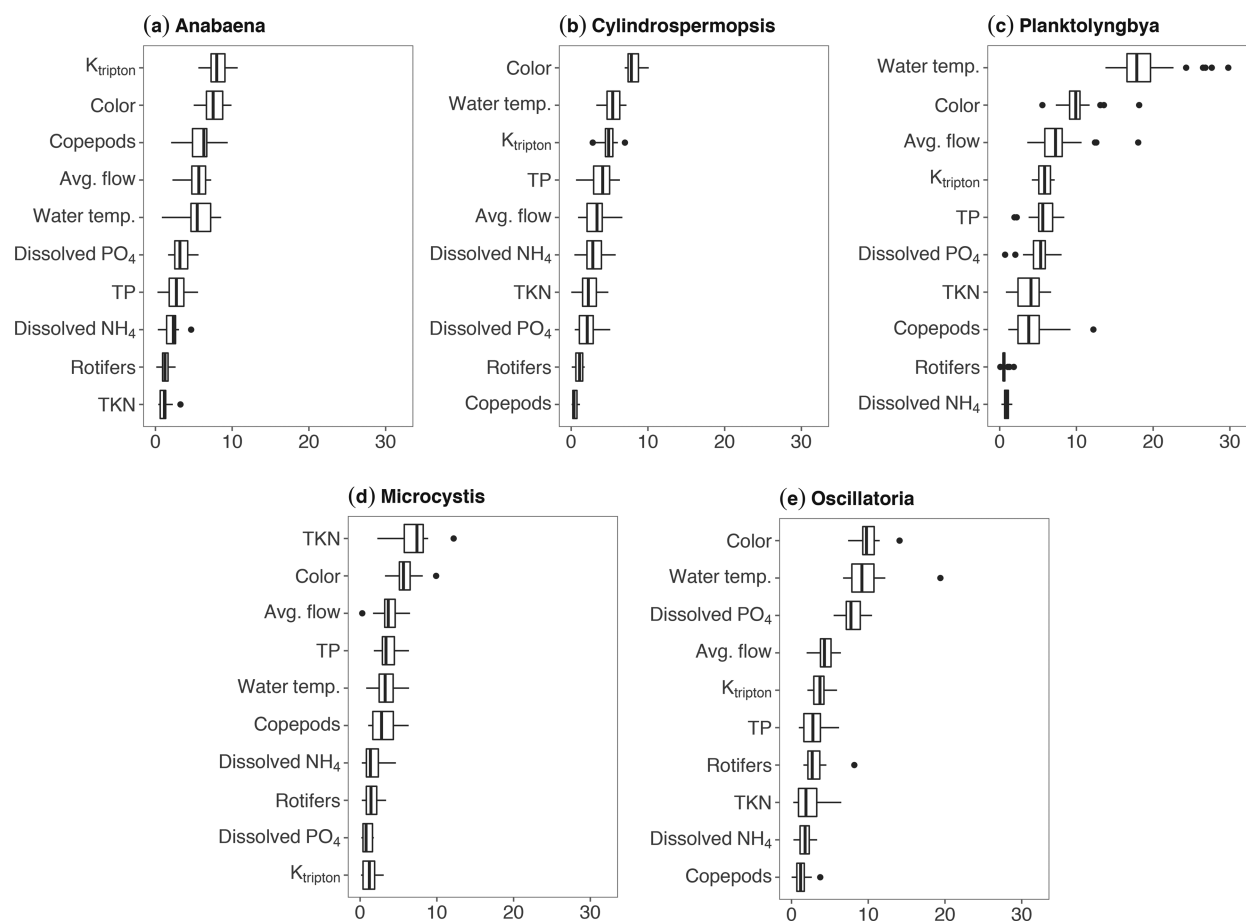 (a) Anabaena
K_tripton
Color
Copepods
Avg. flow
Water temp.
Dissolved PO₄
TP
Dissolved NH₄
Rotifers
TKN
0 10 20 30
(b) Cylindrospermopsis
Color
Water temp.
K_tripton
TP
Avg. flow
Dissolved NH₄
TKN
Dissolved PO₄
Rotifers
Copepods
0 10 20 30
(c) Planktolyngbya
Water temp.
Color
Avg. flow
K_tripton
TP
Dissolved PO₄
TKN
Copepods
Rotifers
Dissolved NH₄
0 10 20 30
(d) Microcystis
TKN
Color
Avg. flow
TP
Water temp.
Copepods
Dissolved NH₄
Rotifers
Dissolved PO₄
K_tripton
0 10 20 30
(e) Oscillatoria
Color
Water temp.
Dissolved PO₄
Avg. flow
K_tripton
TP
Rotifers
TKN
Dissolved NH₄
Copepods
0 10 20 30